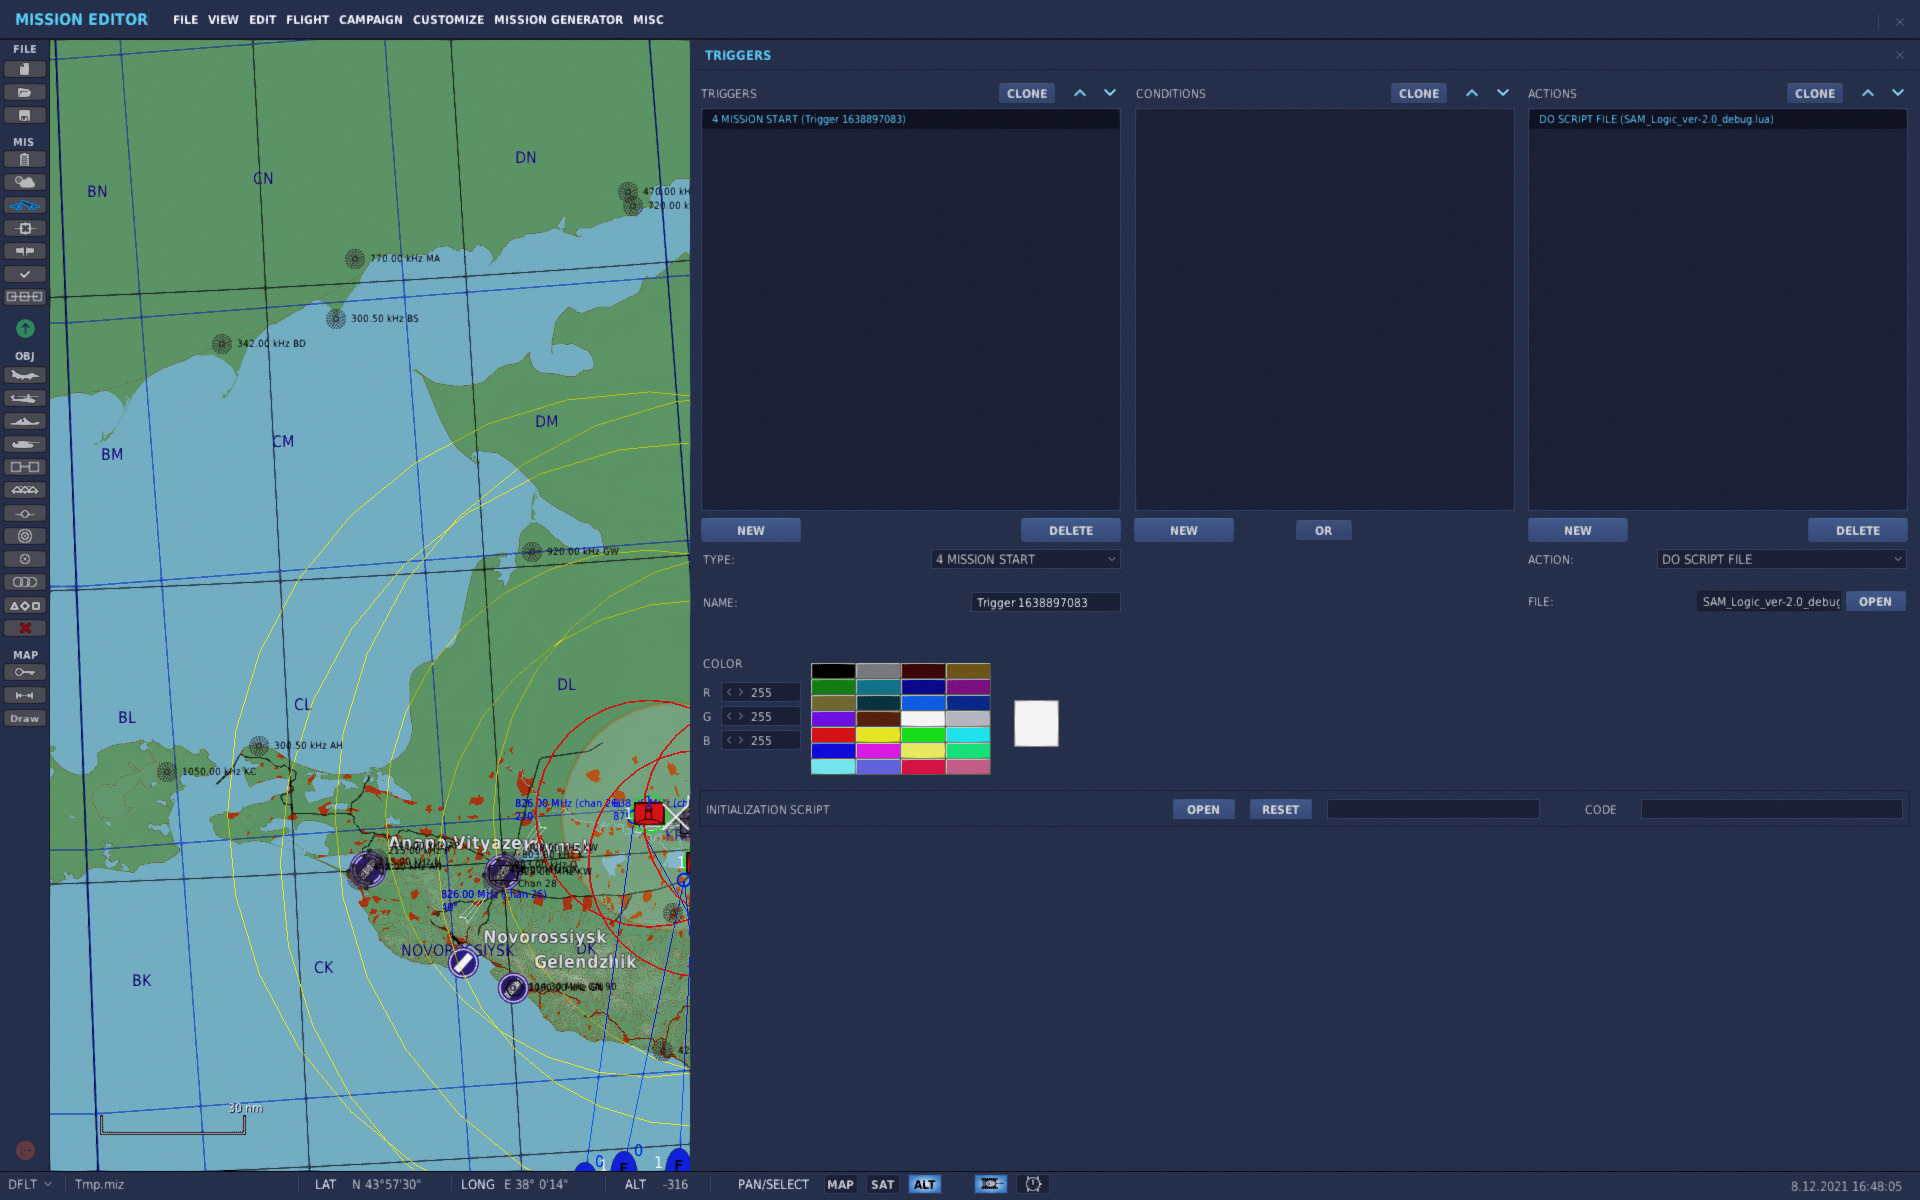 MISSION EDITOR
FILE VIEW EDIT FLIGHT CAMPAIGN CUSTOMIZE MISSION GENERATOR MISC
FILE
MIS
OBJ
MAP
Draw
BN
CN
DN
470.00 kH
720.00 k
770.00 kHz MA
300.50 kHz BS
342.00 kHz BD
DM
CM
BM
920.00 kHz GW
DL
CL
BL
300.50 kHz AH
1050.00 kHz KC
826.00 MHz (chan 26)
Anapa-Vityazevo
Chan 28
826.00 MHz (chan 26)
Novorossiysk
NOVOROSSIYSK
DK
Gelendzhik
CK
BK
30 nm
TRIGGERS
TRIGGERS CLONE
4 MISSION START (Trigger 1638897083)
NEW DELETE
TYPE: 4 MISSION START
NAME: Trigger 1638897083
COLOR
R < > 255
G < > 255
B < > 255
CONDITIONS CLONE
NEW OR
ACTIONS CLONE
DO SCRIPT FILE (SAM_Logic_ver-2.0_debug.lua)
NEW DELETE
ACTION: DO SCRIPT FILE
FILE: SAM_Logic_ver-2.0_debug OPEN
INITIALIZATION SCRIPT OPEN RESET CODE
DFLT Tmp.miz LAT N 43°57'30" LONG E 38° 0'14" ALT -316 PAN/SELECT MAP SAT ALT 8.12.2021 16:48:05